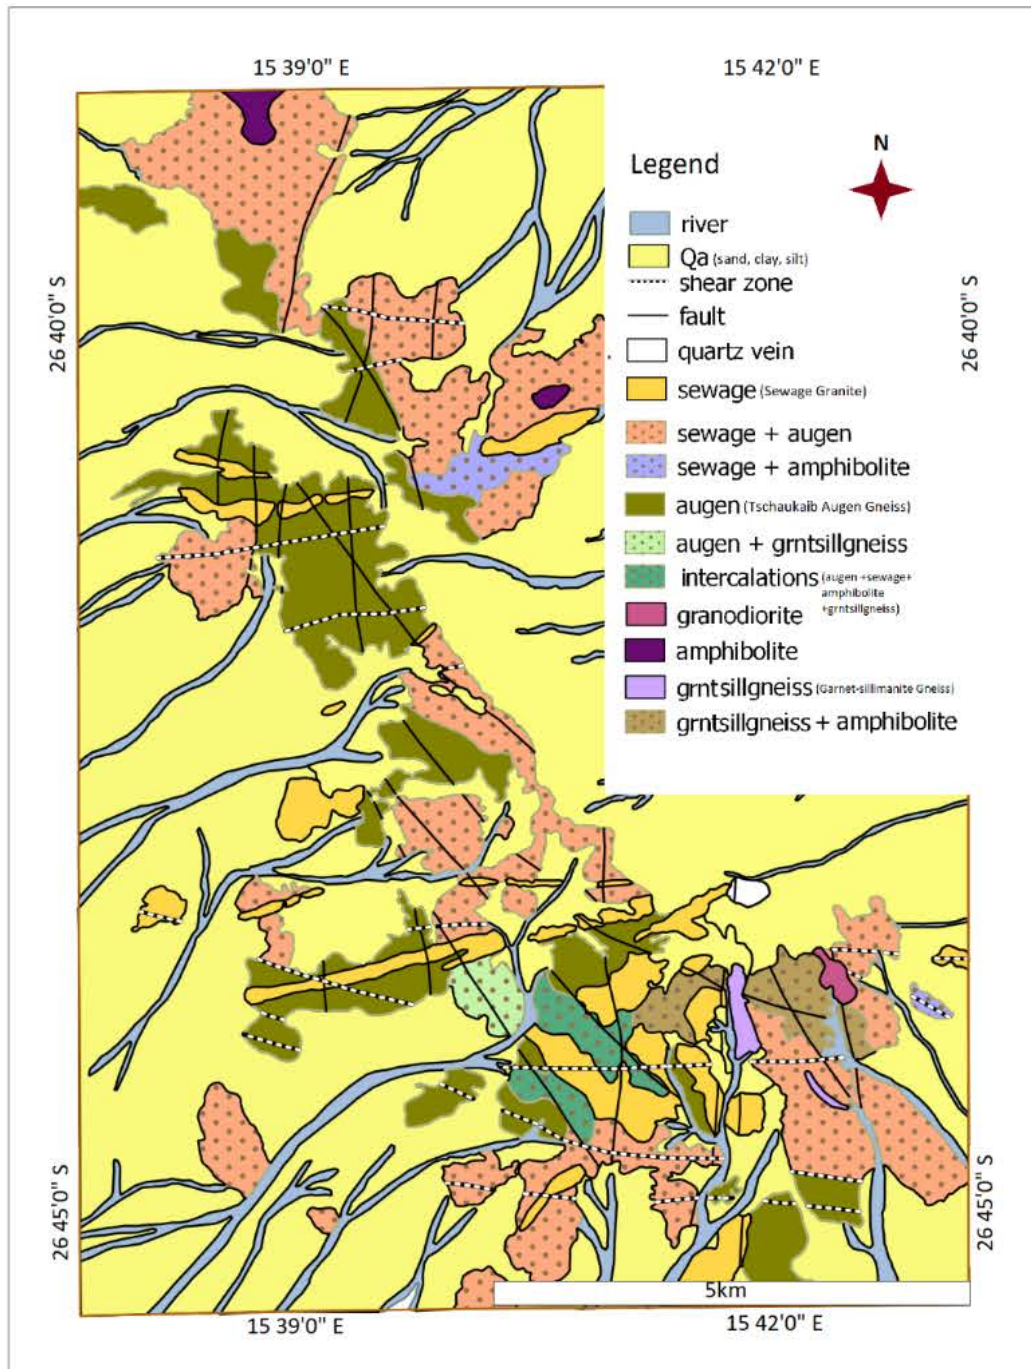 15 39'0" E
15 42'0" E
N
Legend
river
Qa (sand, clay, silt)
shear zone
fault
quartz vein
sewage (Sewage Granite)
sewage + augen
sewage + amphibolite
augen (Tschaukaib Augen Gneiss)
augen + grntsillgneiss
intercalations (augen +sewage+
amphibolite
+grntsillgneiss)
granodiorite
amphibolite
grntsillgneiss (Garnet-sillimanite Gneiss)
grntsillgneiss + amphibolite
26 40'0" S
26 40'0" S
26 45'0" S
26 45'0" S
5km
15 39'0" E
15 42'0" E